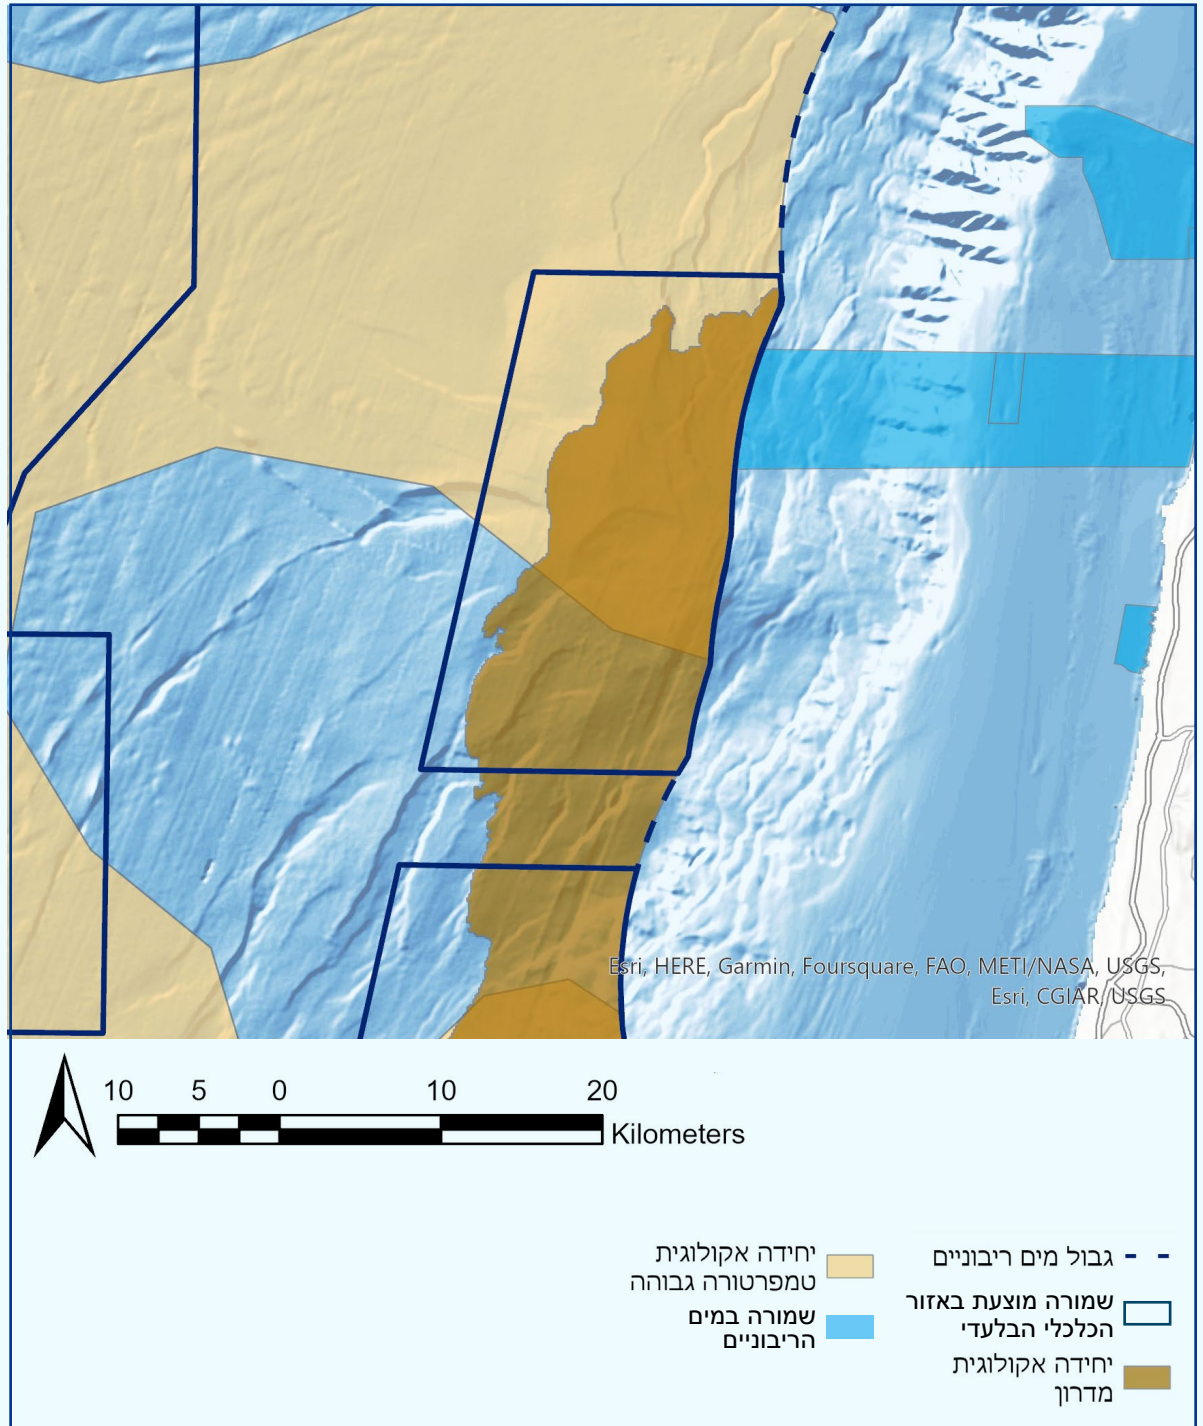 Esri, HERE, Garmin, Foursquare, FAO, METI/NASA, USGS,
Esri, CGIAR, USGS
10 5 0 10 20
Kilometers
גבול מים ריבוניים
שמורה מוצעת באזור
הכלכלי הבלעדי
יחידה אקולוגית
מדרון
יחידה אקולוגית
טמפרטורה גבוהה
שמורה במים
הריבוניים